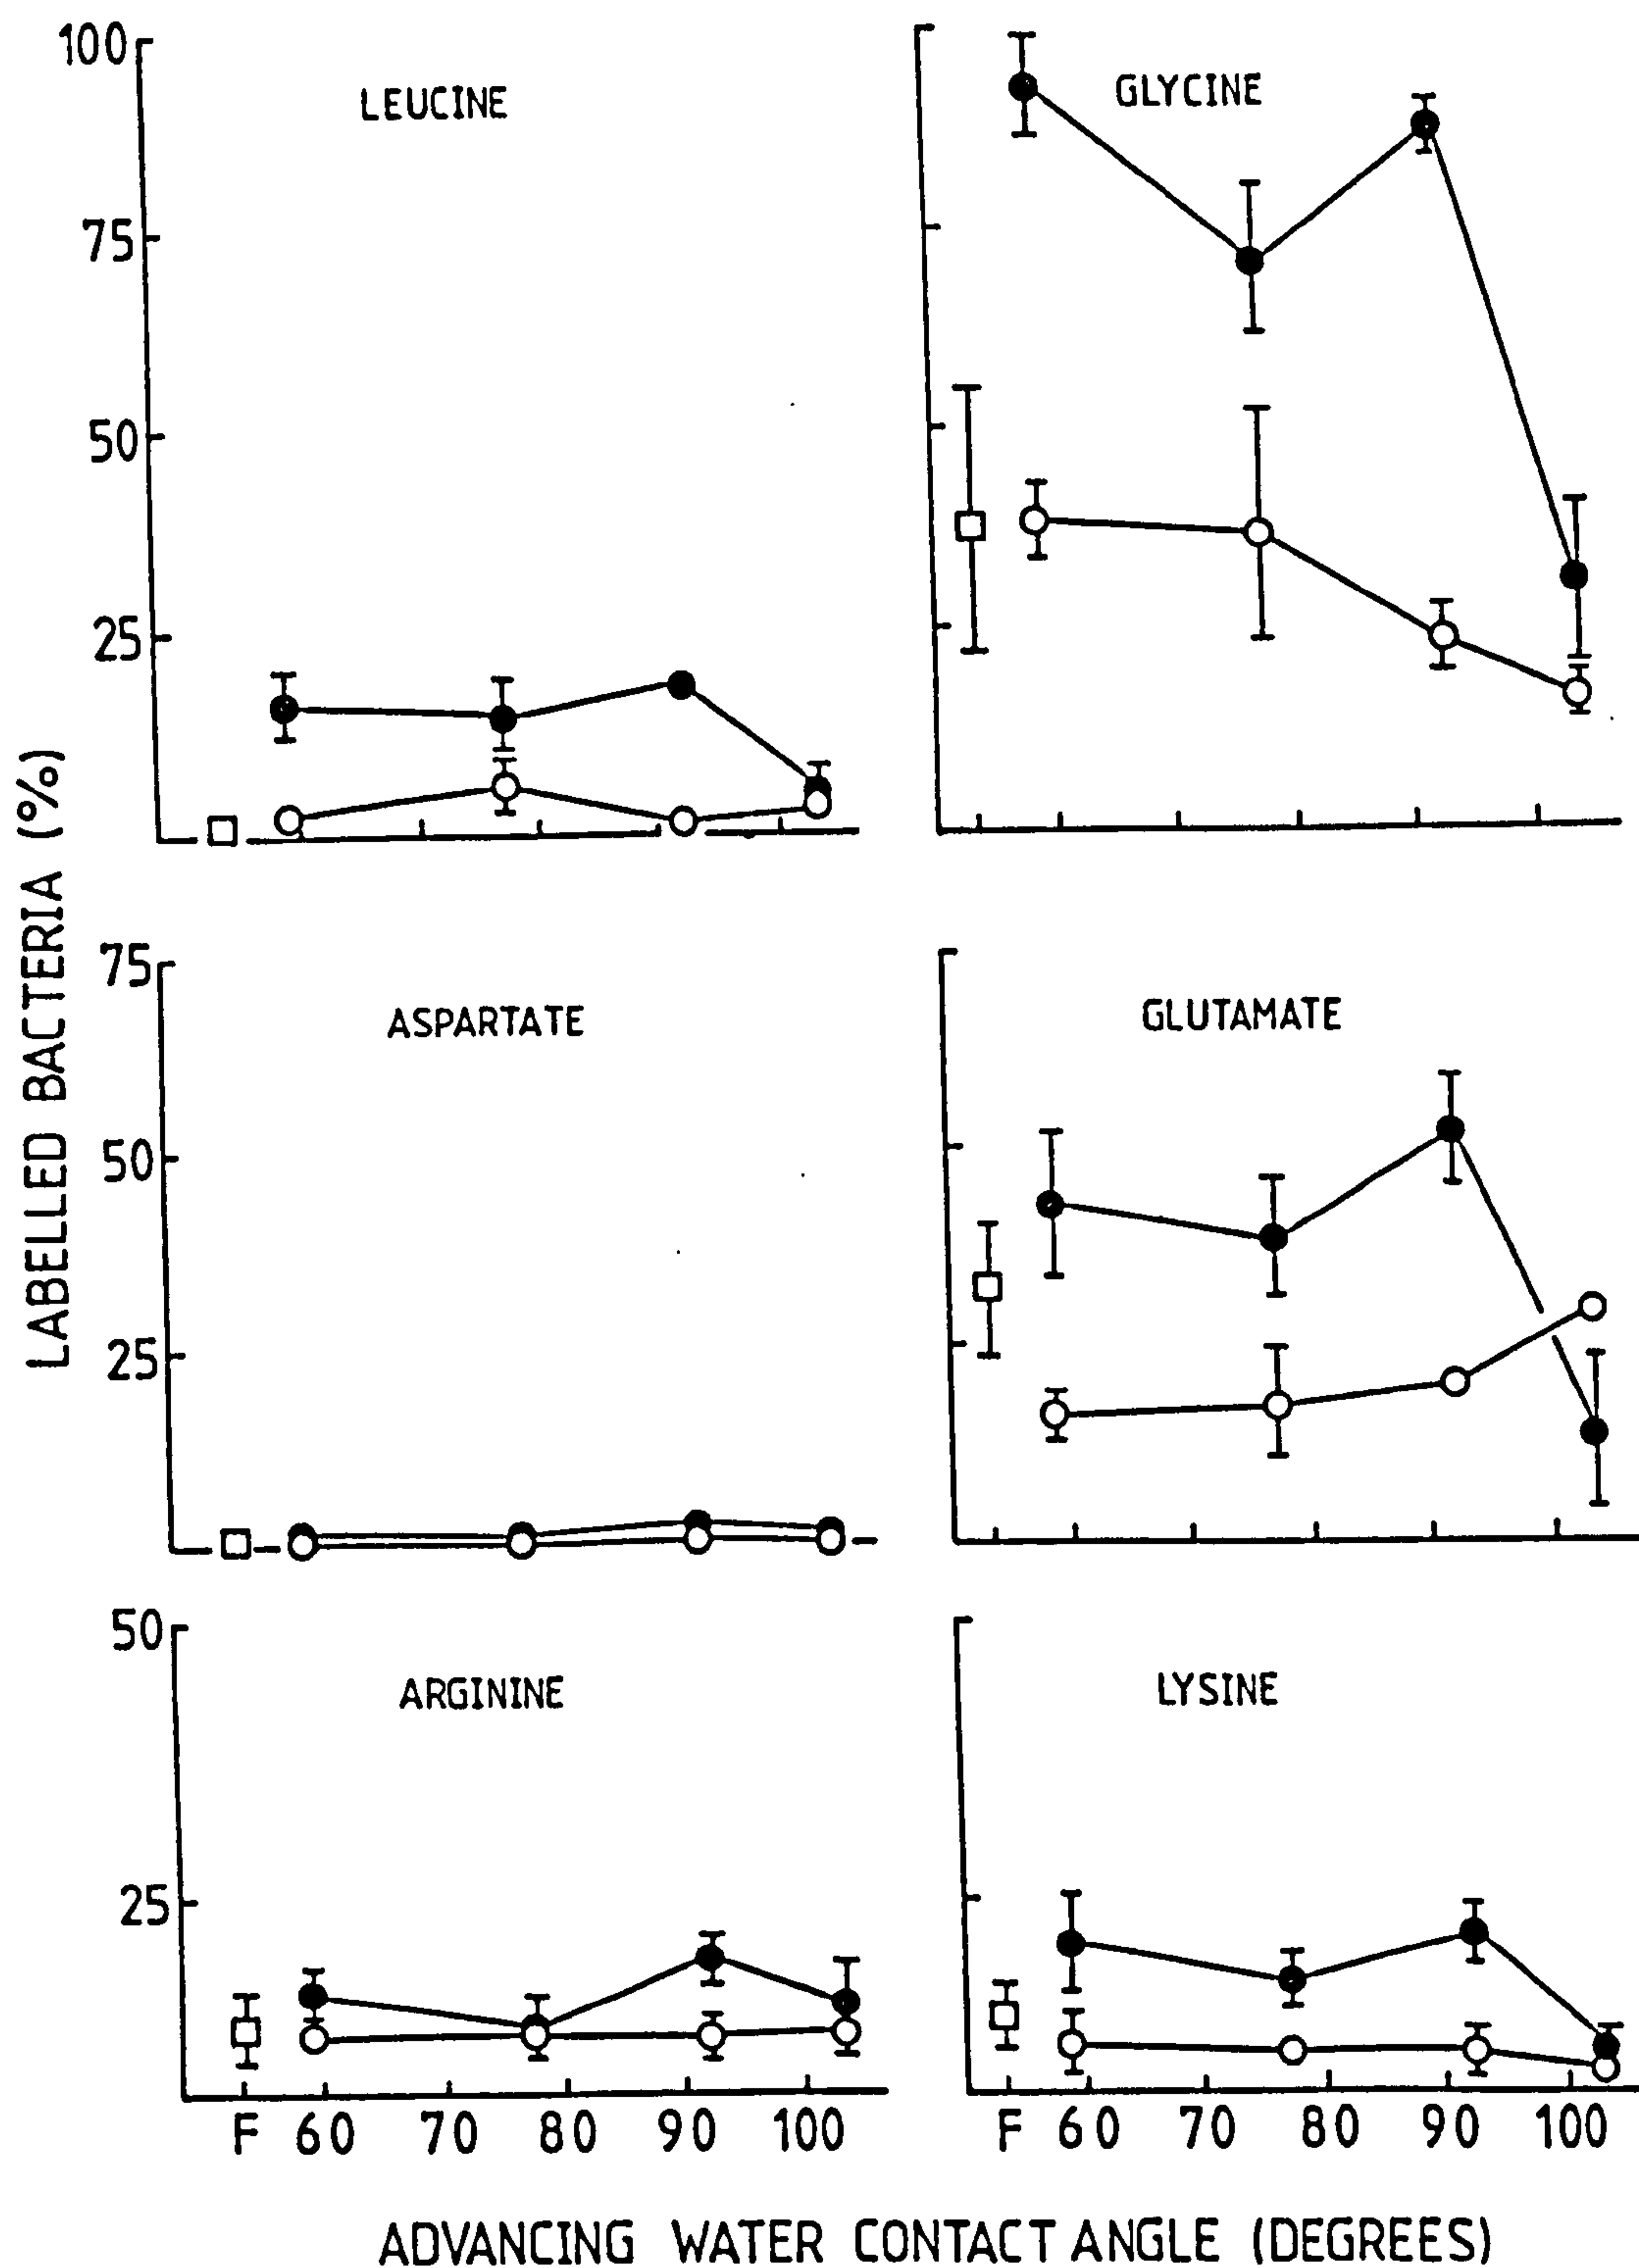 100
LEUCINE
GLYCINE
75
50
25
LABELLED BACTERIA (%)
75
ASPARTATE
GLUTAMATE
50
25
50
ARGININE
LYSINE
25
F 60 70 80 90 100
F 60 70 80 90 100
ADVANCING WATER CONTACT ANGLE (DEGREES)